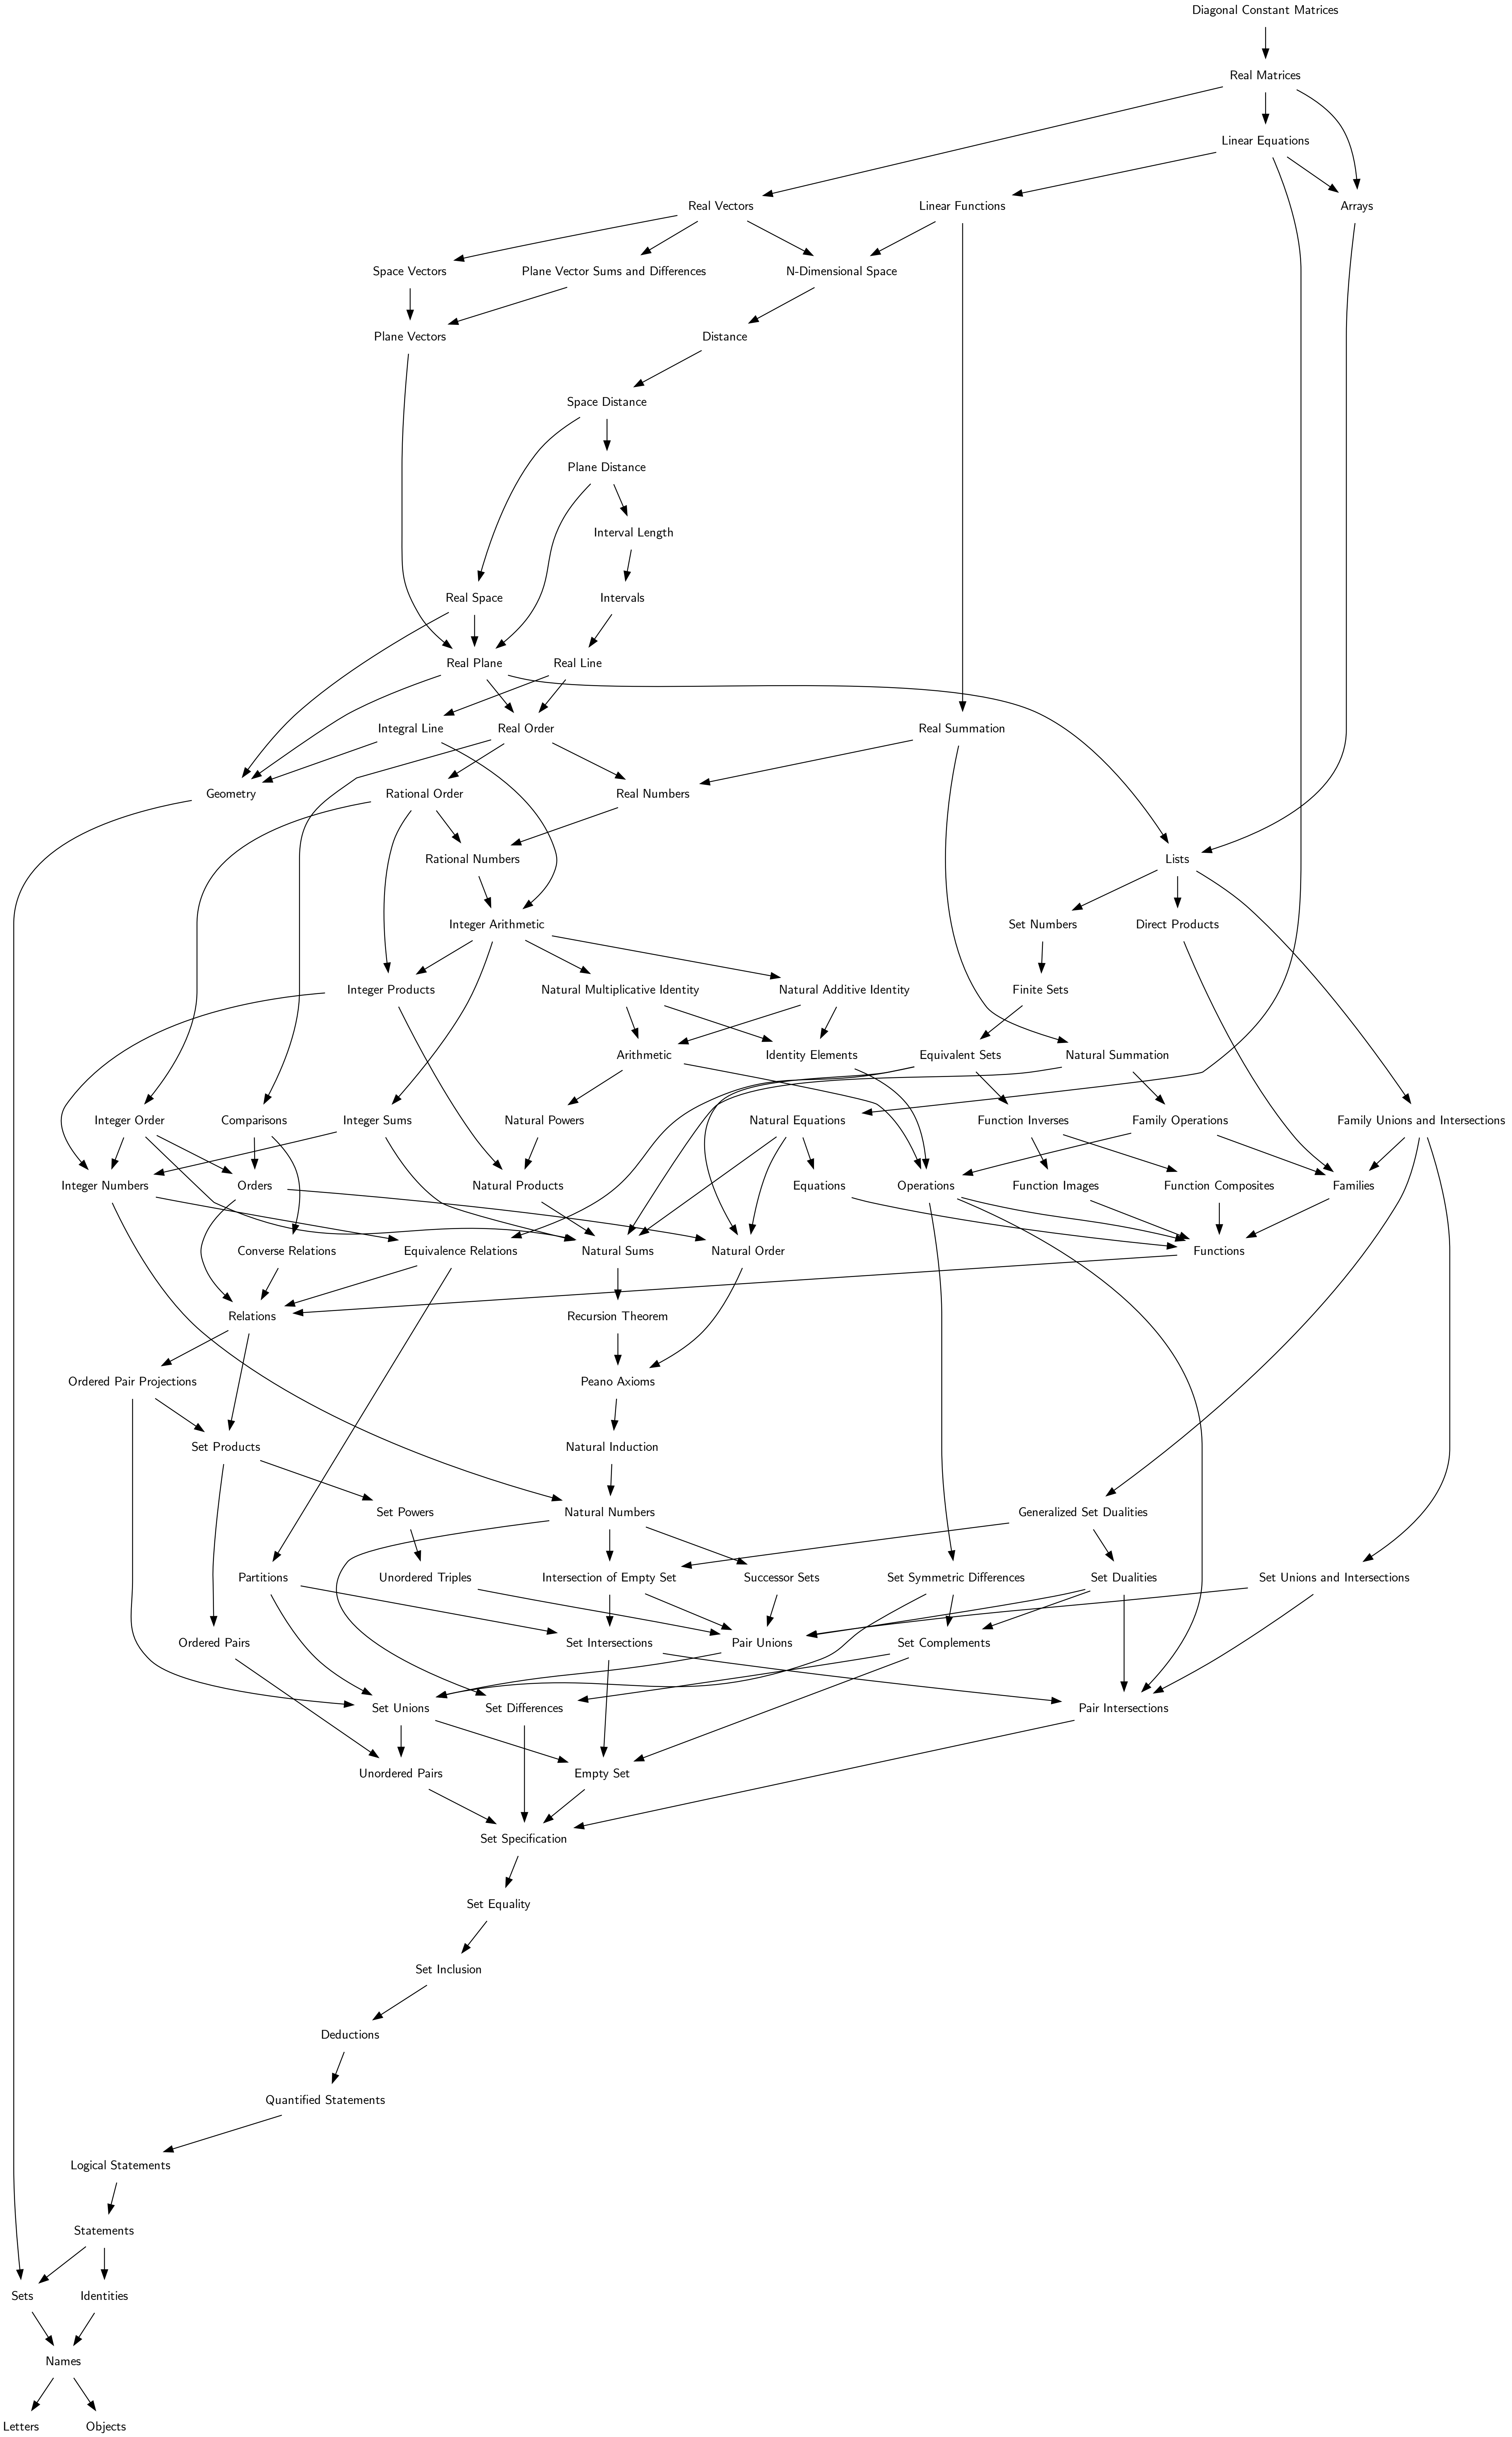 Diagonal Constant Matrices
Real Matrices
Linear Equations
Real Vectors
Linear Functions
Arrays
Space Vectors
Plane Vector Sums and Differences
N-Dimensional Space
Plane Vectors
Distance
Space Distance
Plane Distance
Interval Length
Real Space
Intervals
Real Plane
Real Line
Integral Line
Real Order
Real Summation
Geometry
Rational Order
Real Numbers
Rational Numbers
Lists
Integer Arithmetic
Set Numbers
Direct Products
Integer Products
Natural Multiplicative Identity
Natural Additive Identity
Finite Sets
Arithmetic
Identity Elements
Equivalent Sets
Natural Summation
Integer Order
Comparisons
Integer Sums
Natural Powers
Natural Equations
Function Inverses
Family Operations
Family Unions and Intersections
Integer Numbers
Orders
Natural Products
Equations
Operations
Function Images
Function Composites
Families
Converse Relations
Equivalence Relations
Natural Sums
Natural Order
Functions
Relations
Recursion Theorem
Ordered Pair Projections
Peano Axioms
Set Products
Natural Induction
Set Powers
Natural Numbers
Generalized Set Dualities
Partitions
Unordered Triples
Intersection of Empty Set
Successor Sets
Set Symmetric Differences
Set Dualities
Set Unions and Intersections
Ordered Pairs
Set Intersections
Pair Unions
Set Complements
Set Unions
Set Differences
Pair Intersections
Unordered Pairs
Empty Set
Set Specification
Set Equality
Set Inclusion
Deductions
Quantified Statements
Logical Statements
Statements
Sets
Identities
Names
Letters
Objects